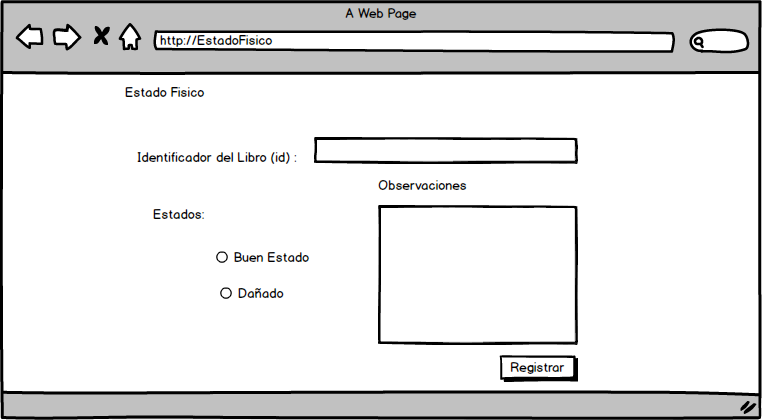 A Web Page
http://EstadoFisico
Estado Fisico
Identificador del Libro (id) :
Observaciones
Estados:
Buen Estado
Dañado
Registrar